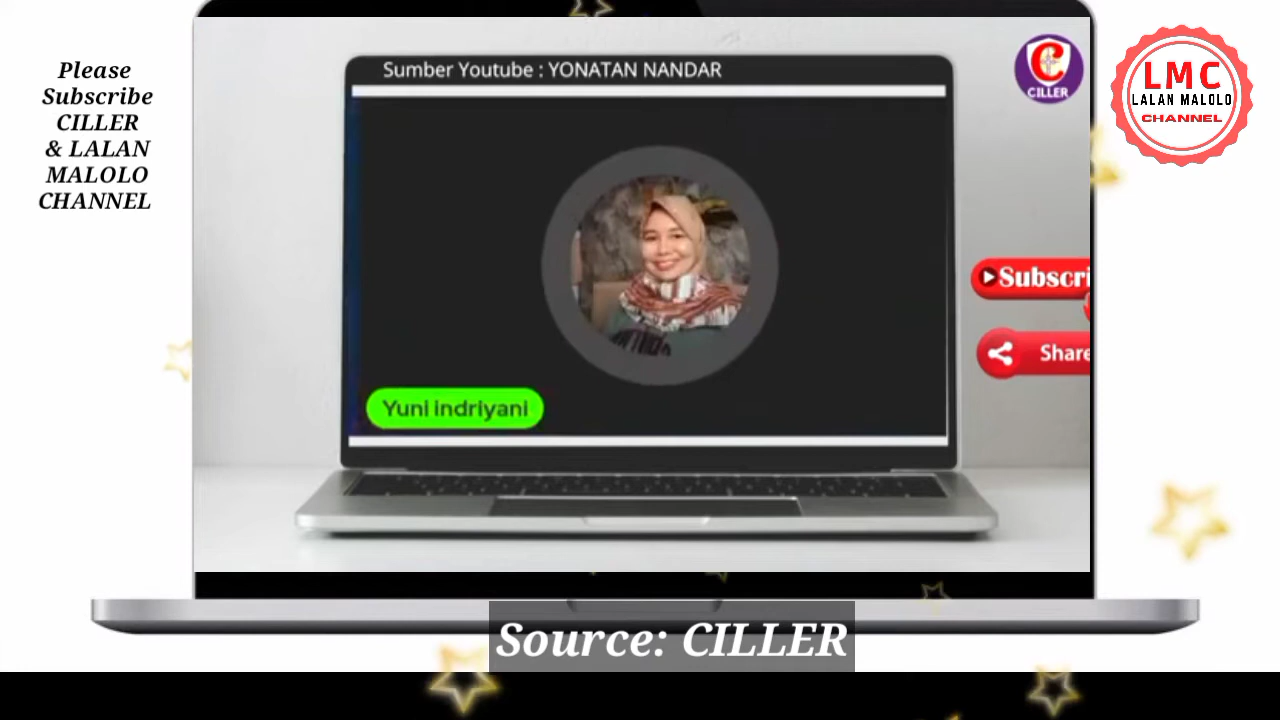 Please
Subscribe
CILLER
& LALAN
MALOLO
CHANNEL
Sumber Youtube : YONATAN NANDAR
CILLER
LMC
LALAN MALOLO
CHANNEL
Subscri
Share
Yuni indriyani
Source: CILLER